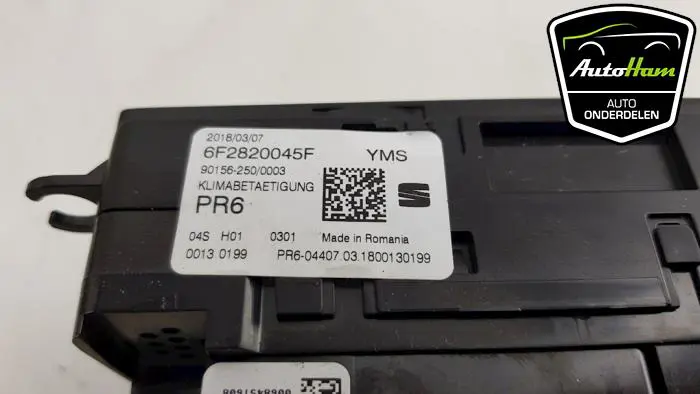 AutoHam
AUTO
ONDERDELEN
2018/03/07
6F2820045F YMS
90156-250/0003
KLIMABETAETIGUNG
PR6
04S H01 0301 Made in Romania
0013 0199 PR6-04407 03.1800130199